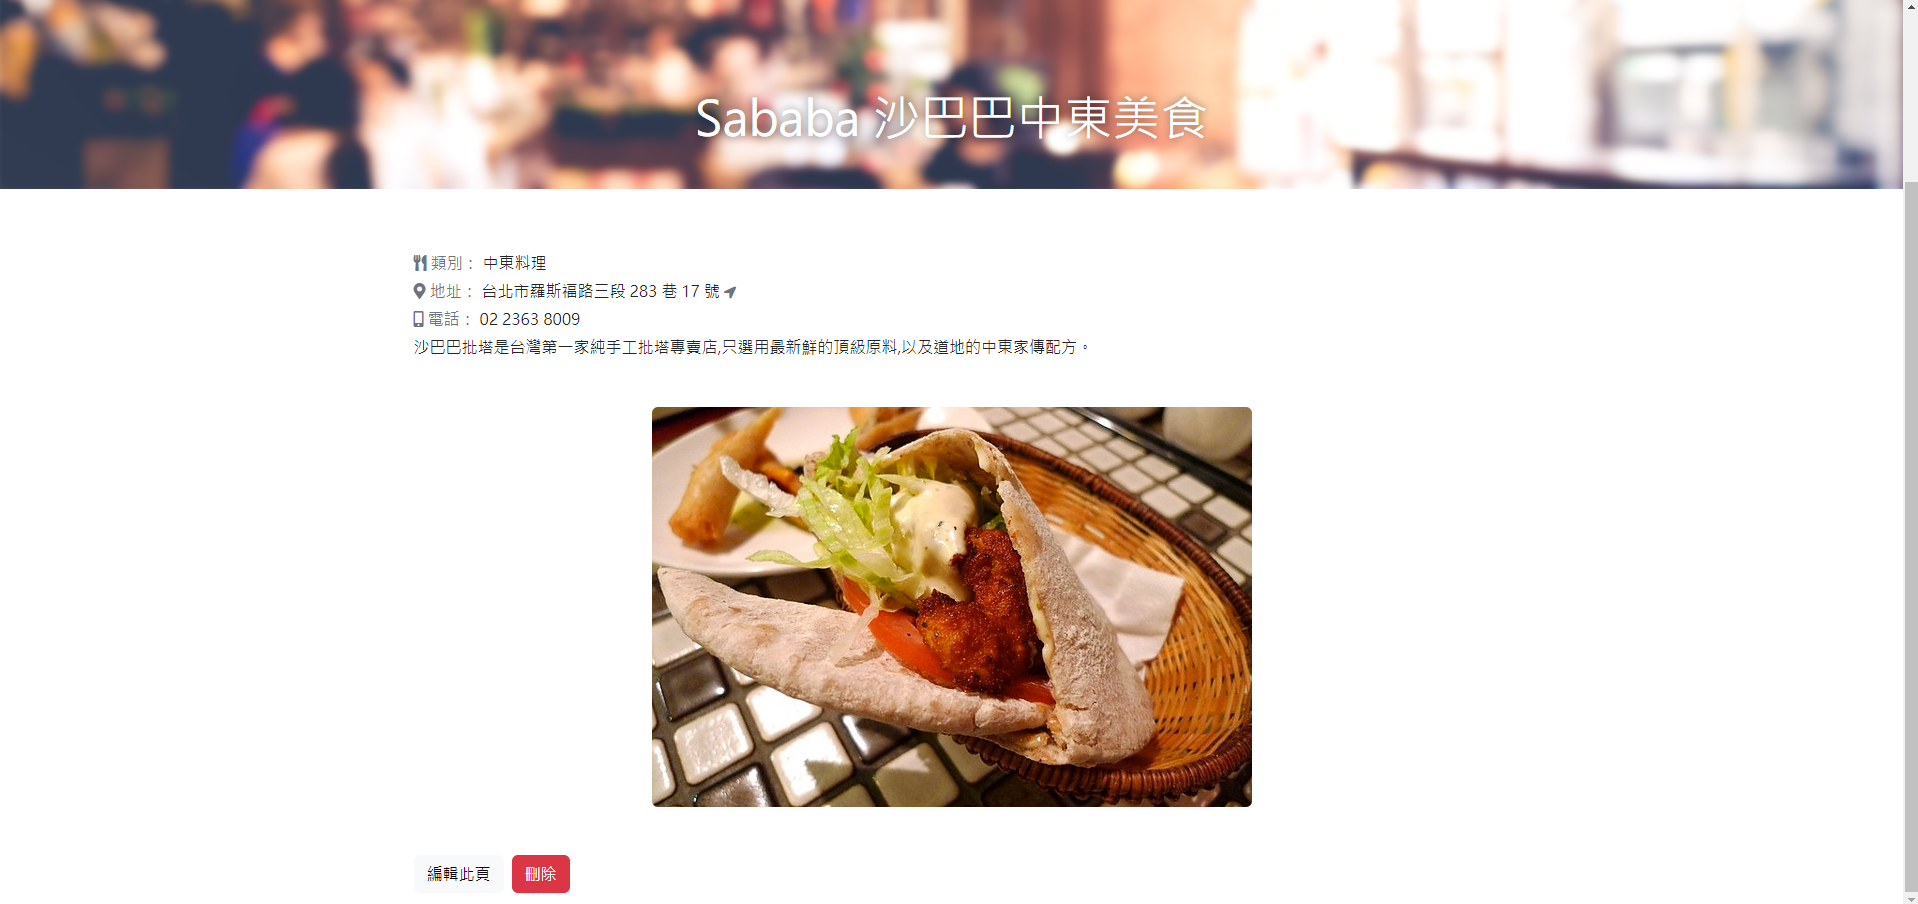 Sababa 沙巴巴中東美食
類別： 中東料理
地址： 台北市羅斯福路三段 283 巷 17 號
電話： 02 2363 8009
沙巴巴批塔是台灣第一家純手工批塔專賣店,只選用最新鮮的頂級原料,以及道地的中東家傳配方。
編輯此頁 刪除